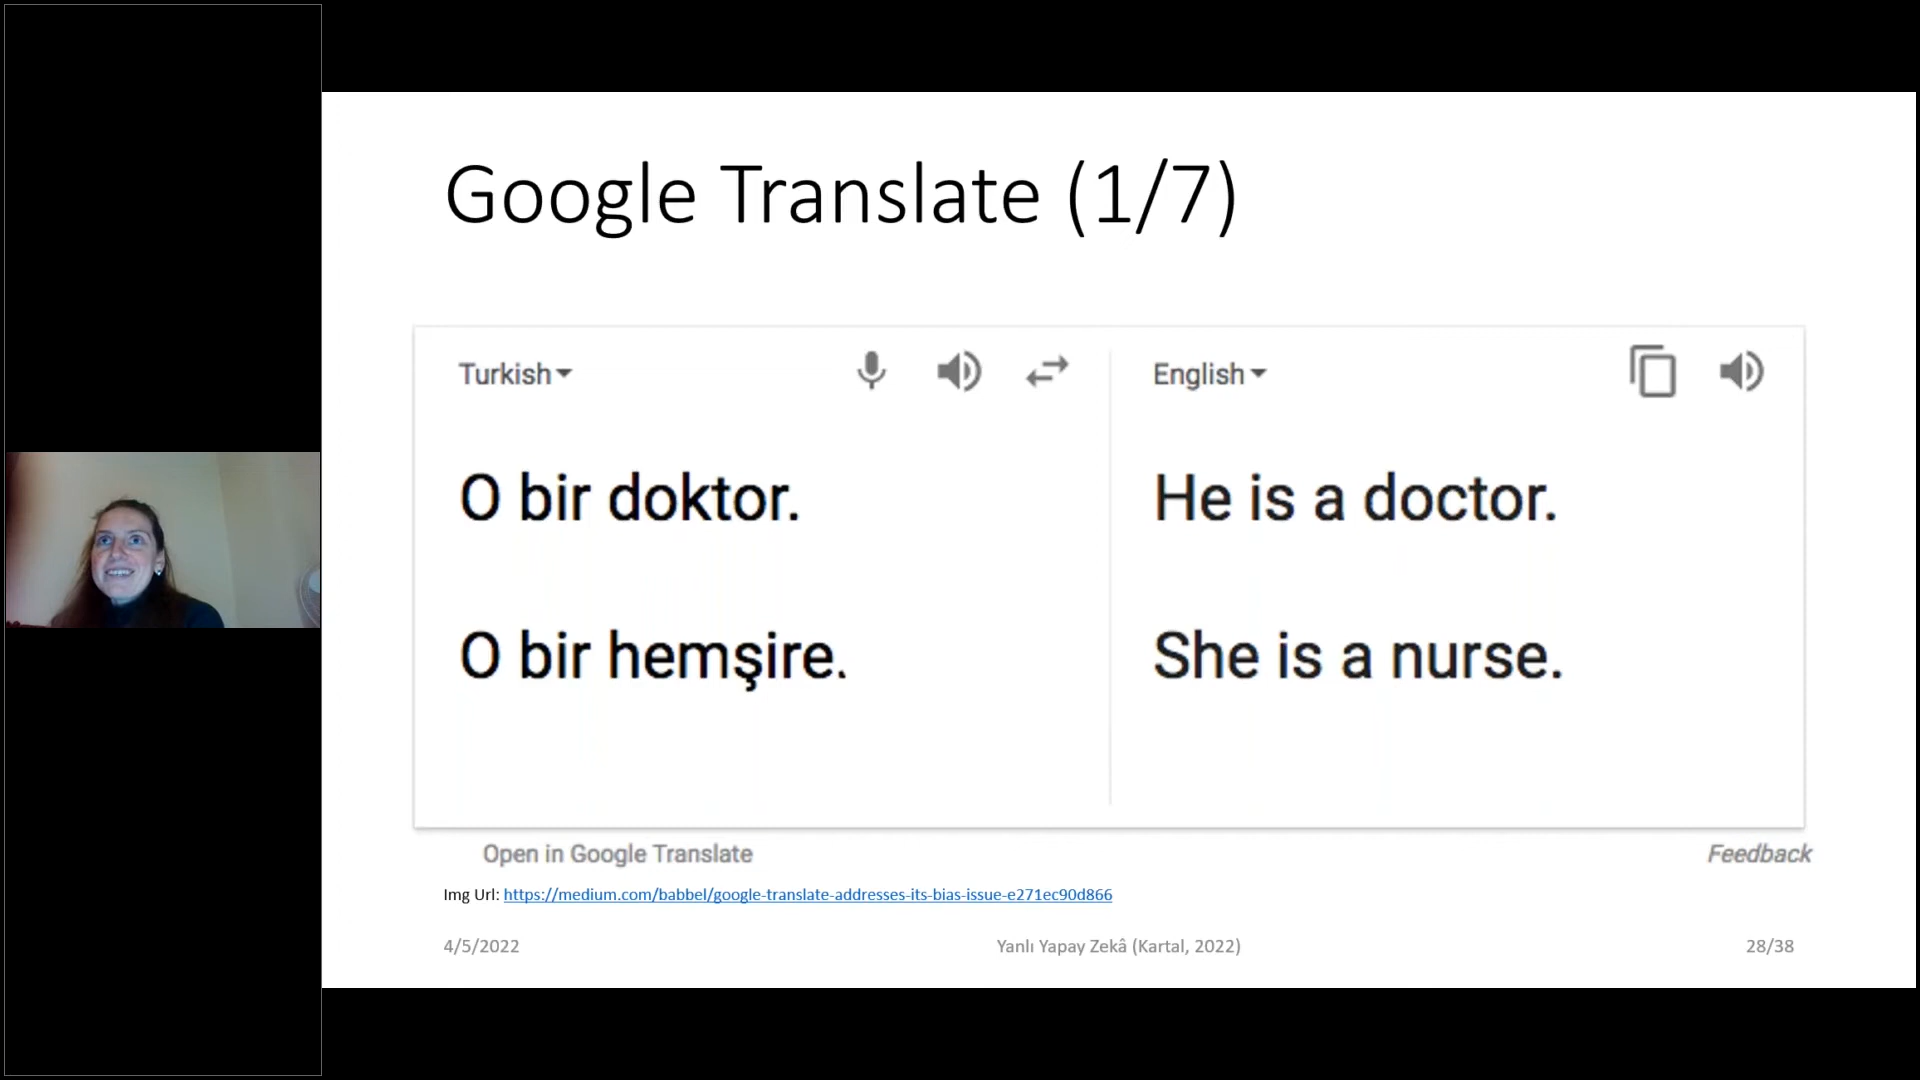 Google Translate (1/7)
Turkish
English
O bir doktor.
He is a doctor.
O bir hemşire.
She is a nurse.
Open in Google Translate
Feedback
Img Url: https://medium.com/babbel/google-translate-addresses-its-bias-issue-e271ec90d866
4/5/2022
Yanlı Yapay Zekâ (Kartal, 2022)
28/38